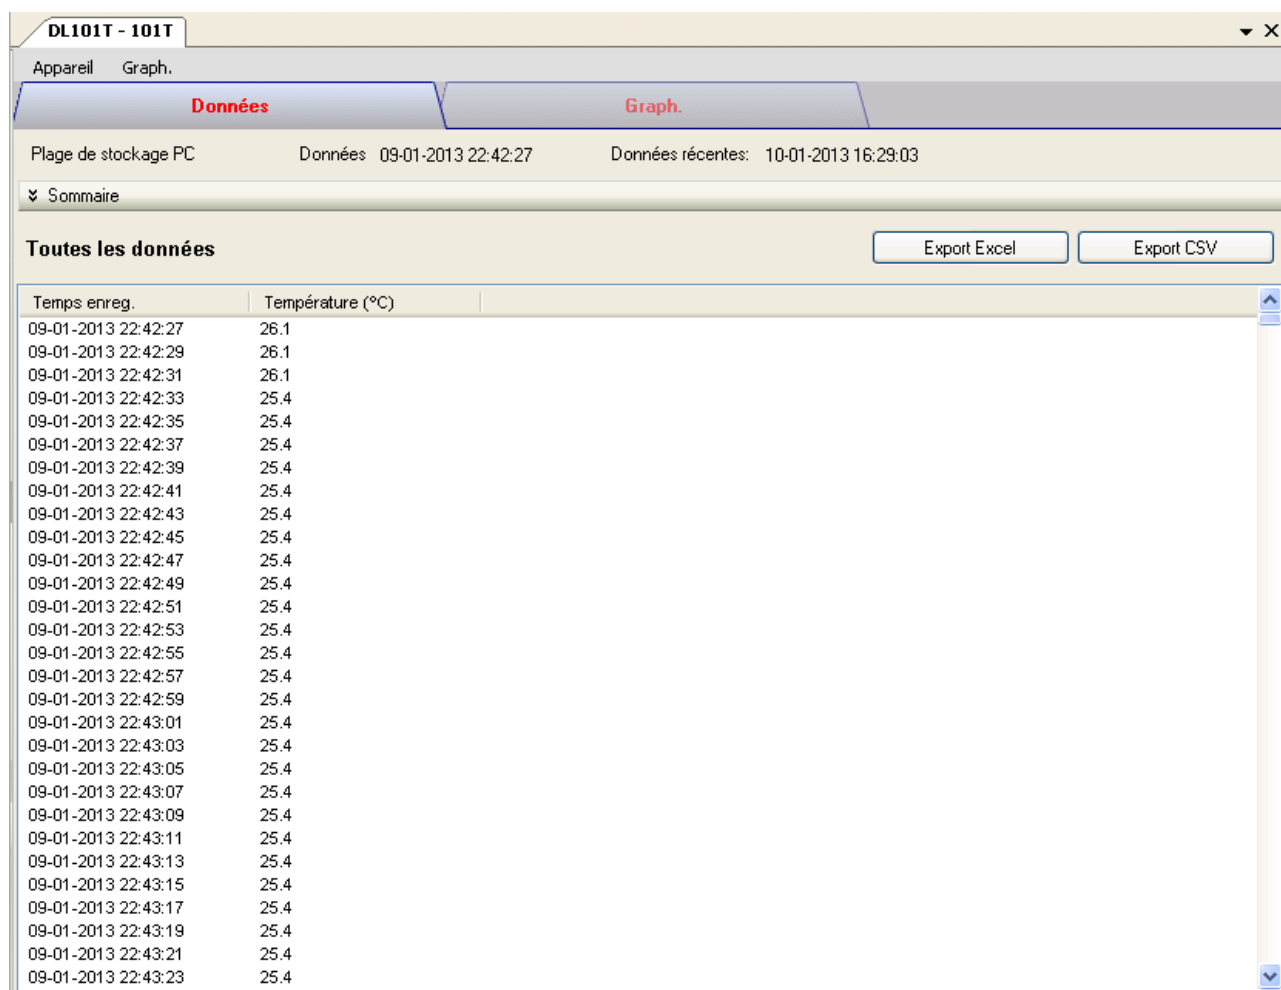 DL101T - 101T
Appareil Graph.
Données Graph.
Plage de stockage PC Données 09-01-2013 22:42:27 Données récentes: 10-01-2013 16:29:03
Sommaire
Toutes les données Export Excel Export CSV
Temps enreg. Température (°C)
09-01-2013 22:42:27 26.1
09-01-2013 22:42:29 26.1
09-01-2013 22:42:31 26.1
09-01-2013 22:42:33 25.4
09-01-2013 22:42:35 25.4
09-01-2013 22:42:37 25.4
09-01-2013 22:42:39 25.4
09-01-2013 22:42:41 25.4
09-01-2013 22:42:43 25.4
09-01-2013 22:42:45 25.4
09-01-2013 22:42:47 25.4
09-01-2013 22:42:49 25.4
09-01-2013 22:42:51 25.4
09-01-2013 22:42:53 25.4
09-01-2013 22:42:55 25.4
09-01-2013 22:42:57 25.4
09-01-2013 22:42:59 25.4
09-01-2013 22:43:01 25.4
09-01-2013 22:43:03 25.4
09-01-2013 22:43:05 25.4
09-01-2013 22:43:07 25.4
09-01-2013 22:43:09 25.4
09-01-2013 22:43:11 25.4
09-01-2013 22:43:13 25.4
09-01-2013 22:43:15 25.4
09-01-2013 22:43:17 25.4
09-01-2013 22:43:19 25.4
09-01-2013 22:43:21 25.4
09-01-2013 22:43:23 25.4